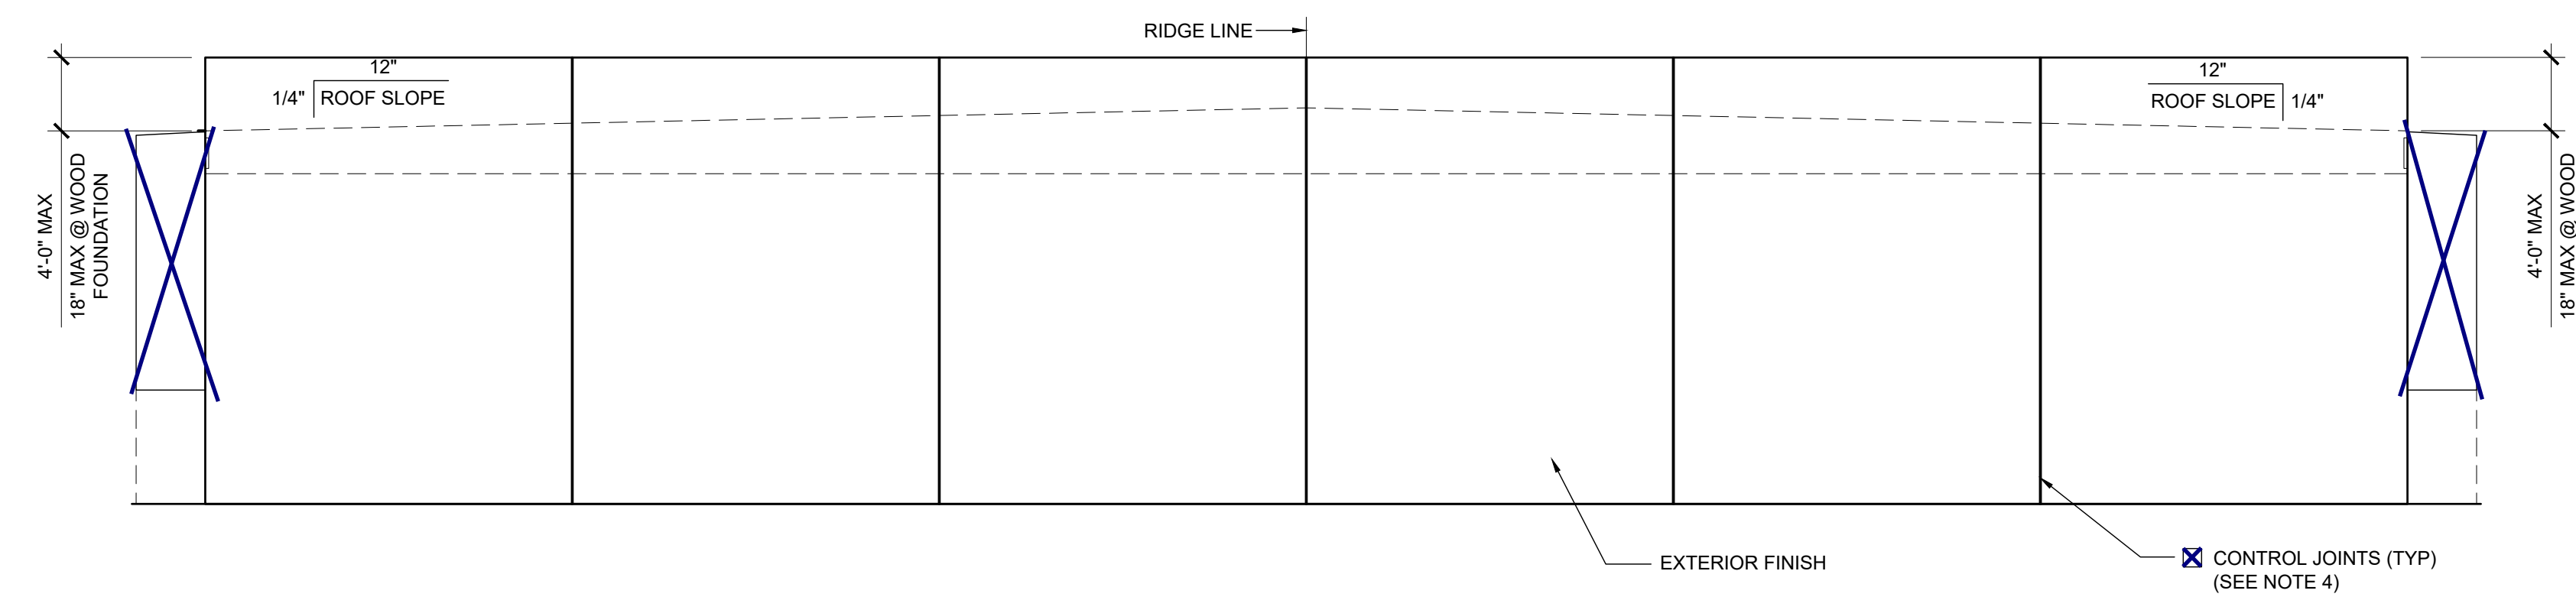 RIDGE LINE
12"
1/4"
ROOF SLOPE
12"
ROOF SLOPE
1/4"
4'-0" MAX
18" MAX @ WOOD
FOUNDATION
4'-0" MAX
18" MAX @ WOOD
EXTERIOR FINISH
CONTROL JOINTS (TYP)
(SEE NOTE 4)